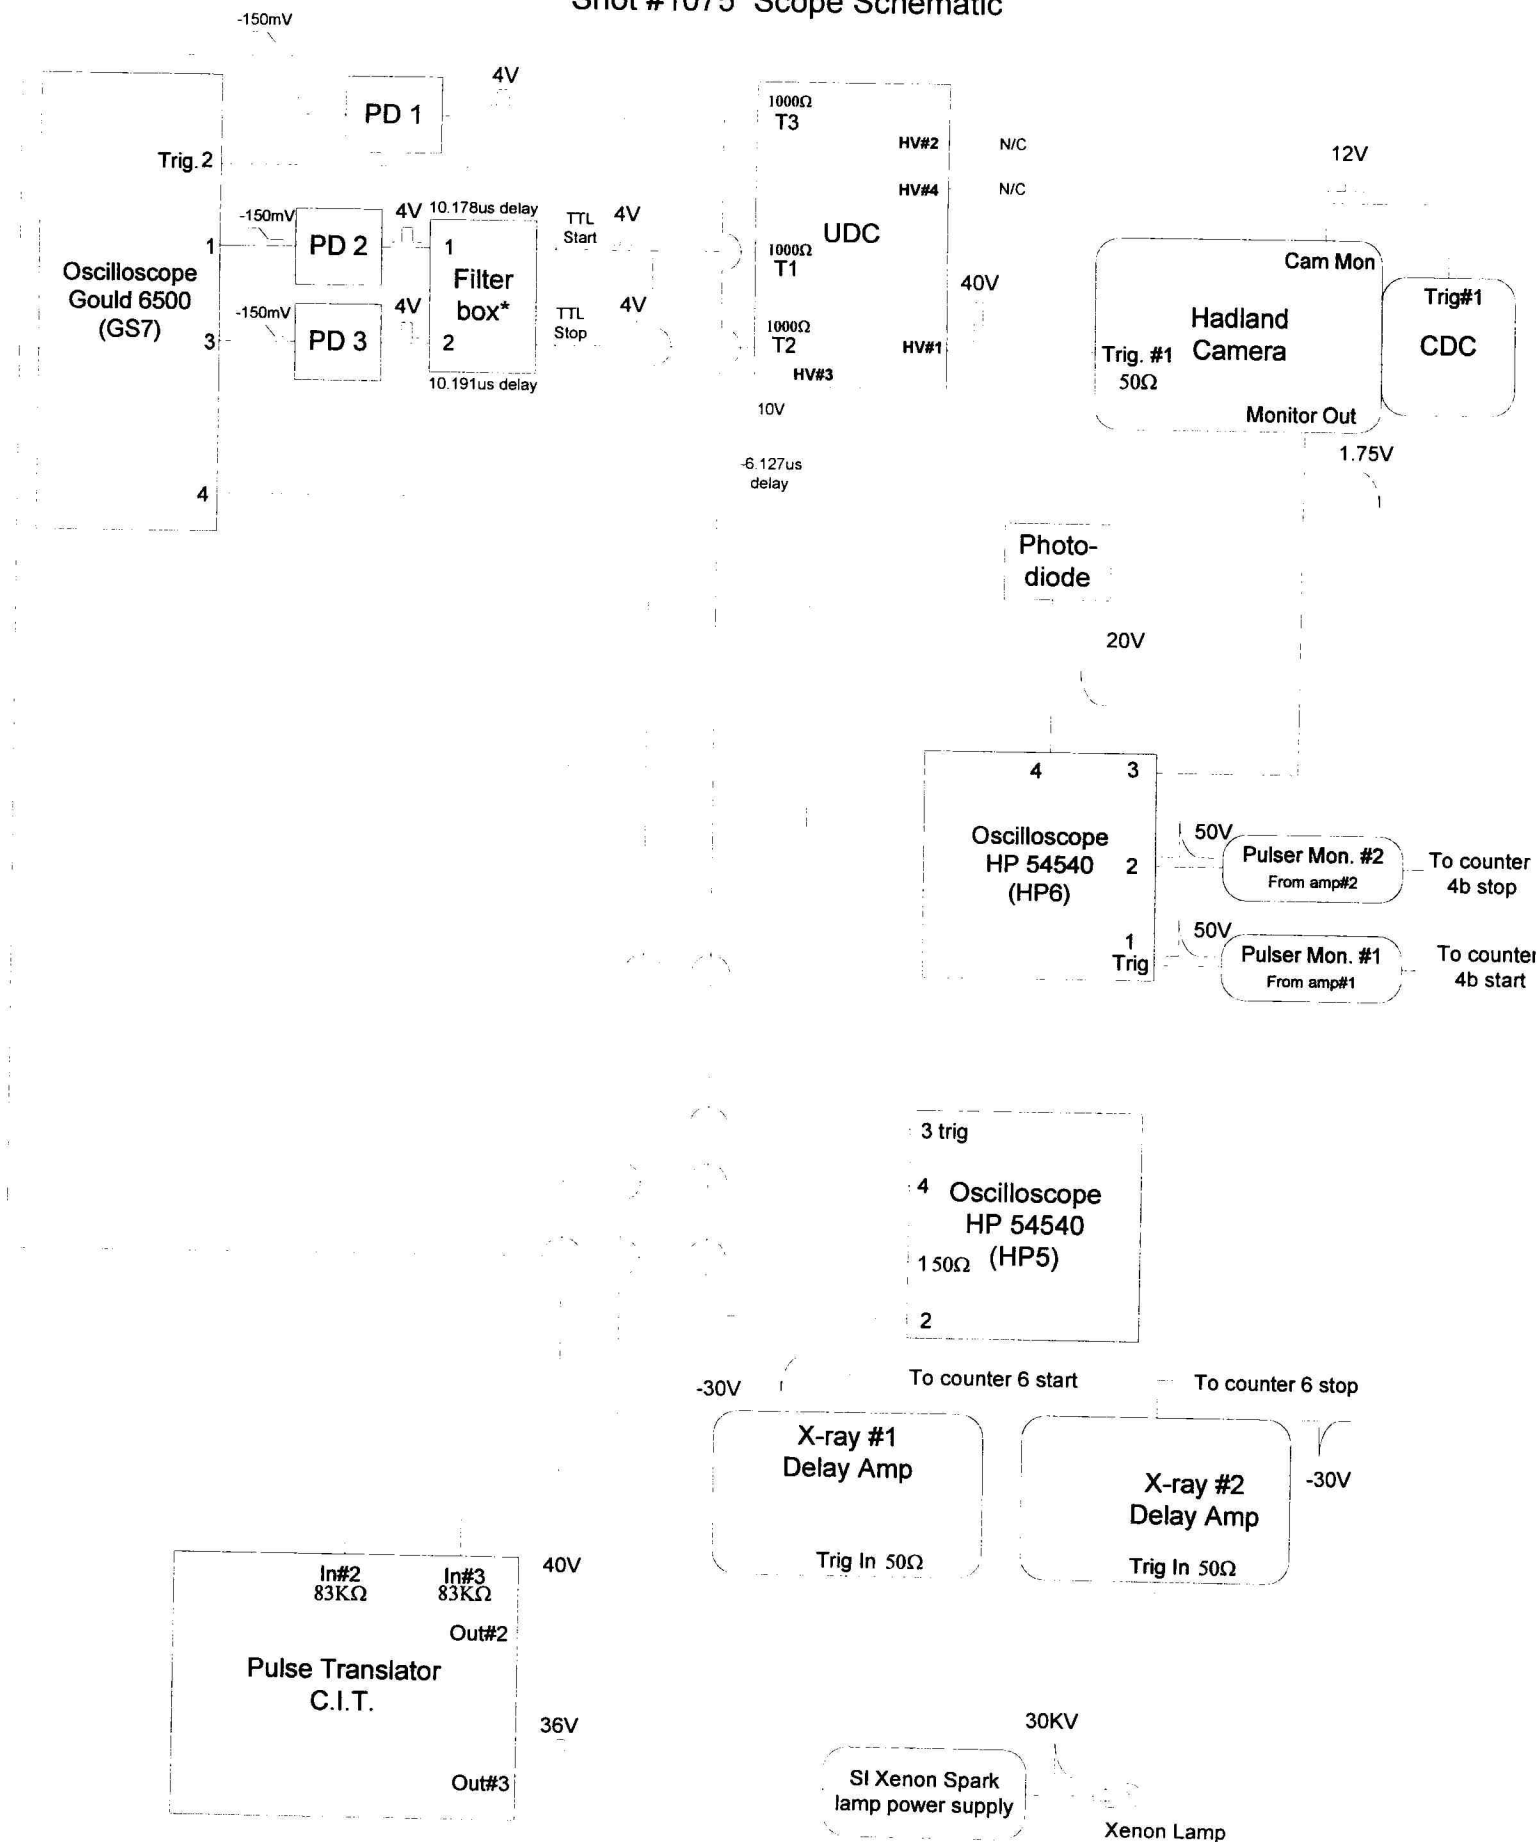 Shot #1075 Scope Schematic
-150mV
4V
PD 1
Trig. 2
-150mV
PD 2
4V
10.178us delay
1
1
Filter
box*
TTL
Start
4V
Oscilloscope
Gould 6500
(GS7)
-150mV
PD 3
4V
3
2
10.191us delay
TTL
Stop
4V
4
1000Ω
T3
HV#2
N/C
HV#4
N/C
UDC
1000Ω
T1
40V
1000Ω
T2
HV#1
HV#3
10V
-6.127us
delay
12V
Cam Mon
Hadland
Camera
Trig. #1
50Ω
Monitor Out
Trig#1
CDC
1.75V
Photo-
diode
20V
4
3
Oscilloscope
HP 54540
(HP6)
2
1
Trig
50V
Pulser Mon. #2
From amp#2
To counter
4b stop
50V
Pulser Mon. #1
From amp#1
To counter
4b start
3 trig
4
Oscilloscope
HP 54540
(HP5)
1 50Ω
2
-30V
To counter 6 start
To counter 6 stop
X-ray #1
Delay Amp
Trig In 50Ω
X-ray #2
Delay Amp
Trig In 50Ω
-30V
In#2
83KΩ
In#3
83KΩ
40V
Out#2
Pulse Translator
C.I.T.
36V
Out#3
30KV
SI Xenon Spark
lamp power supply
Xenon Lamp